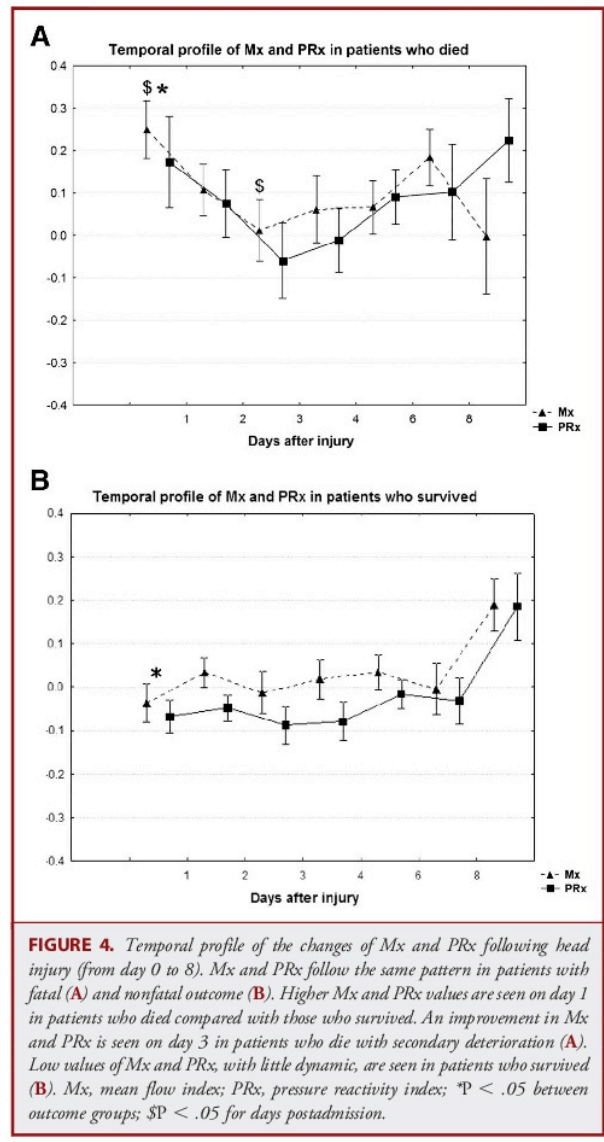 A
Temporal profile of Mx and PRx in patients who died
0.4
0.3
0.2
0.1
0.0
-0.1
-0.2
-0.3
-0.4
$ *
$
1 2 3 4 5 6 7 8
Days after injury
Mx
PRx
B
Temporal profile of Mx and PRx in patients who survived
0.4
0.3
0.2
0.1
0.0
-0.1
-0.2
-0.3
-0.4
*
1 2 3 4 5 6 7 8
Days after injury
Mx
PRx
FIGURE 4. Temporal profile of the changes of Mx and PRx following head
injury (from day 0 to 8). Mx and PRx follow the same pattern in patients with
fatal (A) and nonfatal outcome (B). Higher Mx and PRx values are seen on day 1
in patients who died compared with those who survived. An improvement in Mx
and PRx is seen on day 3 in patients who die with secondary deterioration (A).
Low values of Mx and PRx, with little dynamic, are seen in patients who survived
(B). Mx, mean flow index; PRx, pressure reactivity index; *P < .05 between
outcome groups; $P < .05 for days postadmission.